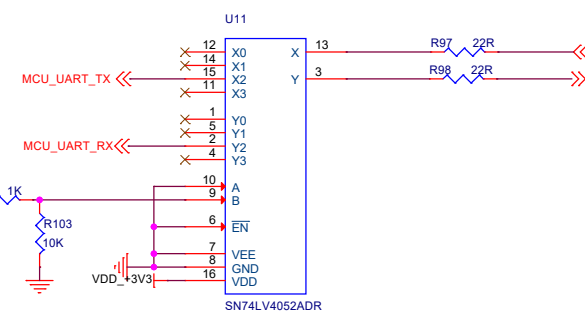 U11
12 X0 X 13 R97 22R
14 X1
MCU_UART_TX 15 X2 Y 3 R98 22R
11 X3
1 Y0
5 Y1
MCU_UART_RX 2 Y2
4 Y3
10 A
1K 9 B
R103 6 EN
10K
7 VEE
8 GND
VDD_+3V3 16 VDD
SN74LV4052ADR